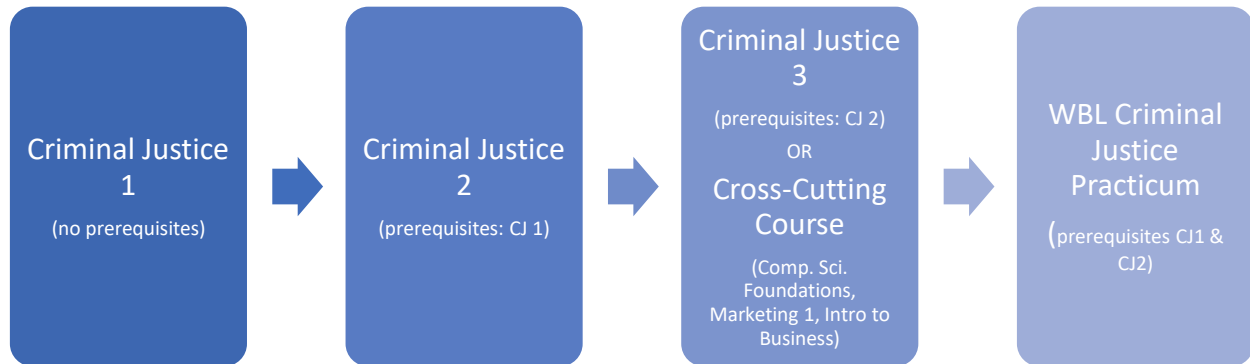 Criminal Justice
1
(no prerequisites)
Criminal Justice
2
(prerequisites: CJ 1)
Criminal Justice
3
(prerequisites: CJ 2)
OR
Cross-Cutting
Course
(Comp. Sci.
Foundations,
Marketing 1, Intro to
Business)
WBL Criminal
Justice
Practicum
(prerequisites CJ1 &
CJ2)